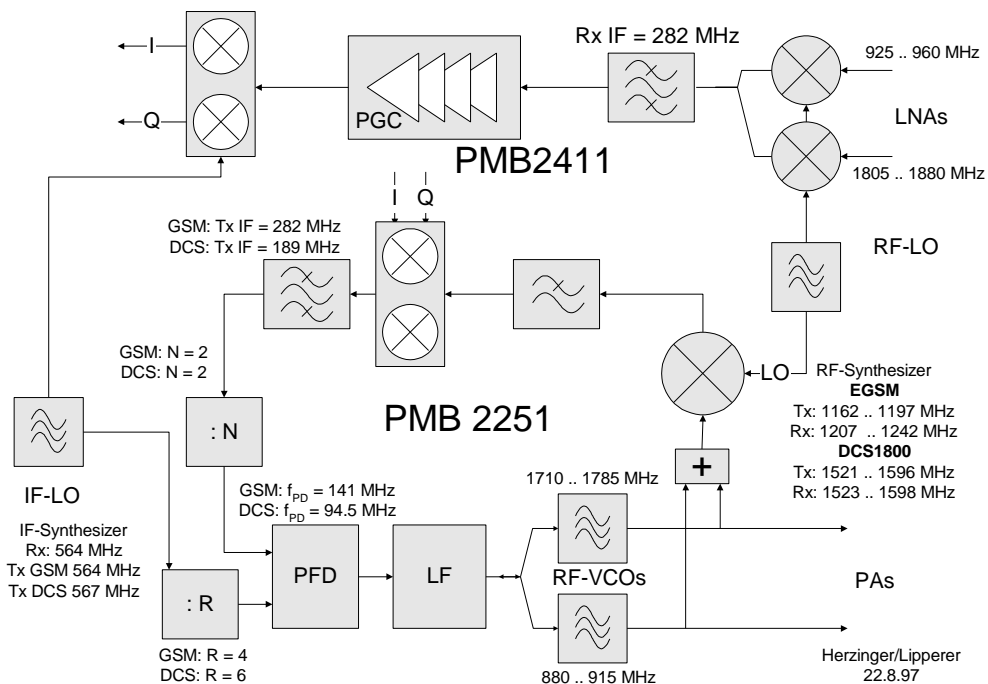 Rx IF = 282 MHz
925 .. 960 MHz
I
PGC
LNAs
Q
PMB2411
1805 .. 1880 MHz
I Q
GSM: Tx IF = 282 MHz
DCS: Tx IF = 189 MHz
RF-LO
GSM: N = 2
DCS: N = 2
LO
RF-Synthesizer
EGSM
Tx: 1162 .. 1197 MHz
Rx: 1207 .. 1242 MHz
DCS1800
Tx: 1521 .. 1596 MHz
Rx: 1523 .. 1598 MHz
: N
PMB 2251
+
IF-LO
IF-Synthesizer
Rx: 564 MHz
Tx GSM 564 MHz
Tx DCS 567 MHz
GSM: fPD = 141 MHz
DCS: fPD = 94.5 MHz
1710 .. 1785 MHz
: R
PFD
LF
RF-VCOs
PAs
GSM: R = 4
DCS: R = 6
880 .. 915 MHz
Herzinger/Lipperer
22.8.97